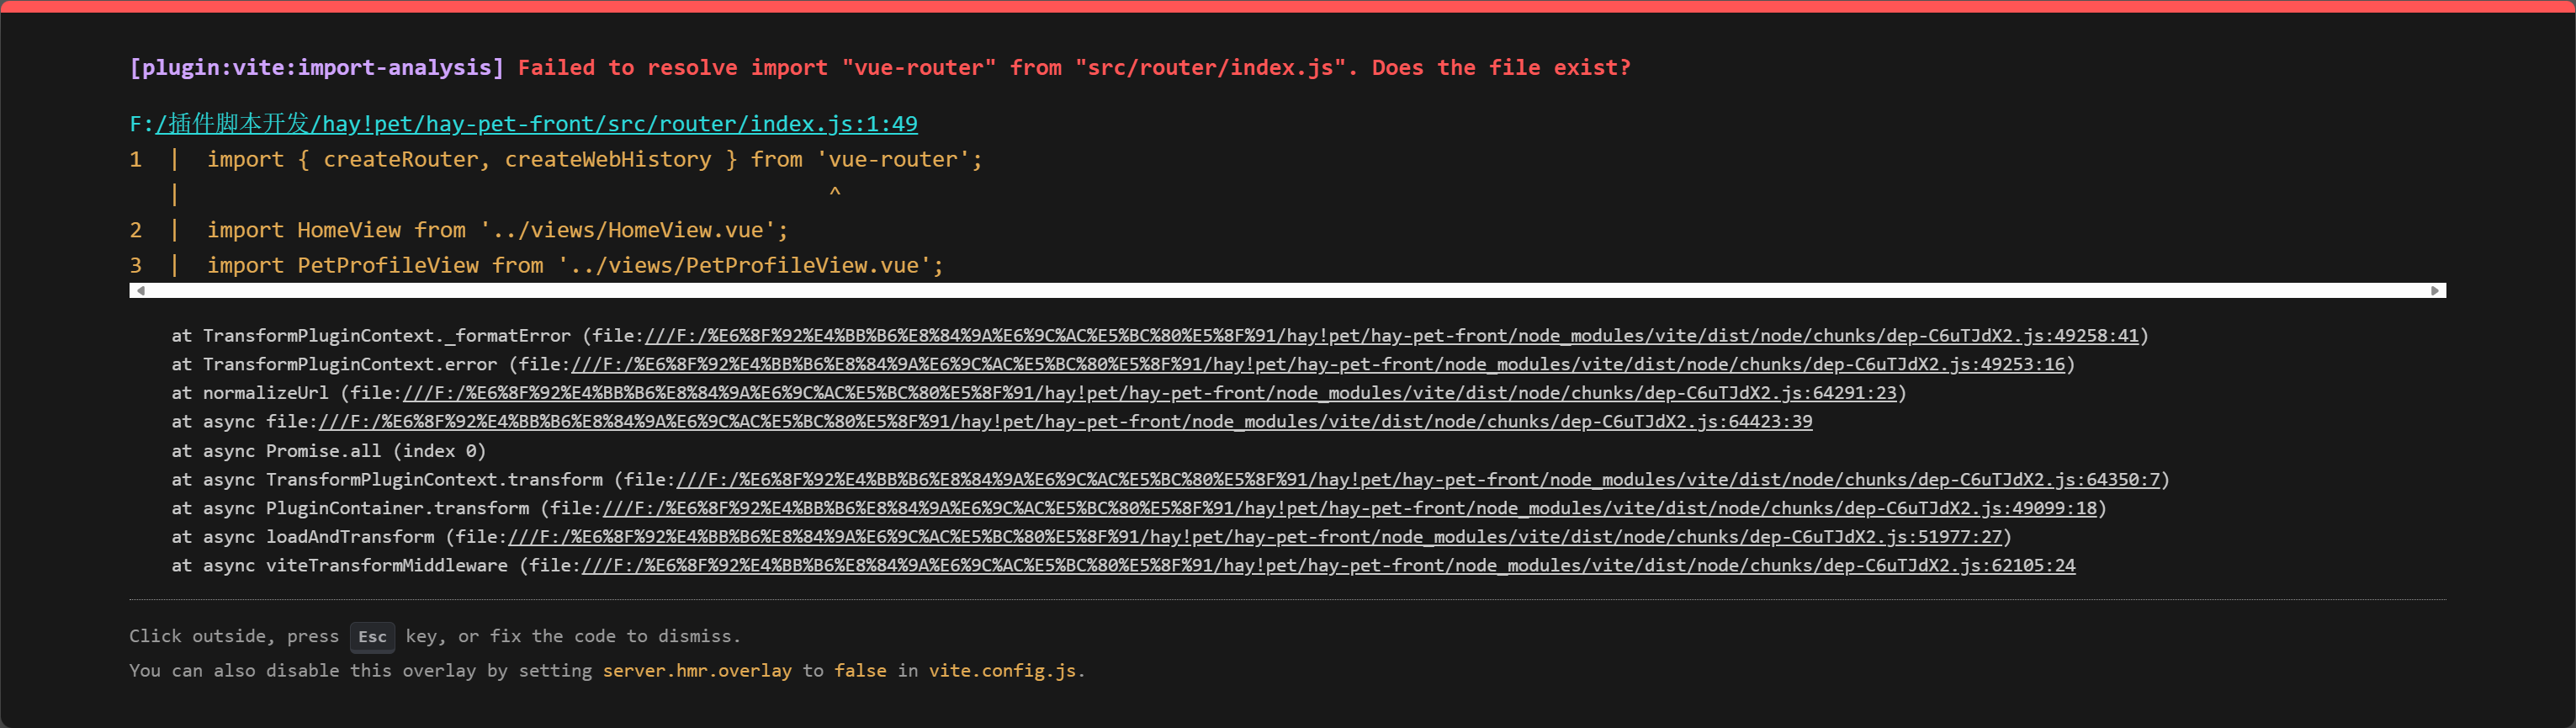 [plugin:vite:import-analysis] Failed to resolve import "vue-router" from "src/router/index.js". Does the file exist?
F:/插件脚本开发/hay!pet/hay-pet-front/src/router/index.js:1:49
1  |  import { createRouter, createWebHistory } from 'vue-router';
   |                                                  ^
2  |  import HomeView from '../views/HomeView.vue';
3  |  import PetProfileView from '../views/PetProfileView.vue';
at TransformPluginContext._formatError (file:///F:/%E6%8F%92%E4%BB%B6%E8%84%9A%E6%9C%AC%E5%BC%80%E5%8F%91/hay!pet/hay-pet-front/node_modules/vite/dist/node/chunks/dep-C6uTJdX2.js:49258:41)
at TransformPluginContext.error (file:///F:/%E6%8F%92%E4%BB%B6%E8%84%9A%E6%9C%AC%E5%BC%80%E5%8F%91/hay!pet/hay-pet-front/node_modules/vite/dist/node/chunks/dep-C6uTJdX2.js:49253:16)
at normalizeUrl (file:///F:/%E6%8F%92%E4%BB%B6%E8%84%9A%E6%9C%AC%E5%BC%80%E5%8F%91/hay!pet/hay-pet-front/node_modules/vite/dist/node/chunks/dep-C6uTJdX2.js:64291:23)
at async file:///F:/%E6%8F%92%E4%BB%B6%E8%84%9A%E6%9C%AC%E5%BC%80%E5%8F%91/hay!pet/hay-pet-front/node_modules/vite/dist/node/chunks/dep-C6uTJdX2.js:64423:39
at async Promise.all (index 0)
at async TransformPluginContext.transform (file:///F:/%E6%8F%92%E4%BB%B6%E8%84%9A%E6%9C%AC%E5%BC%80%E5%8F%91/hay!pet/hay-pet-front/node_modules/vite/dist/node/chunks/dep-C6uTJdX2.js:64350:7)
at async PluginContainer.transform (file:///F:/%E6%8F%92%E4%BB%B6%E8%84%9A%E6%9C%AC%E5%BC%80%E5%8F%91/hay!pet/hay-pet-front/node_modules/vite/dist/node/chunks/dep-C6uTJdX2.js:49099:18)
at async loadAndTransform (file:///F:/%E6%8F%92%E4%BB%B6%E8%84%9A%E6%9C%AC%E5%BC%80%E5%8F%91/hay!pet/hay-pet-front/node_modules/vite/dist/node/chunks/dep-C6uTJdX2.js:51977:27)
at async viteTransformMiddleware (file:///F:/%E6%8F%92%E4%BB%B6%E8%84%9A%E6%9C%AC%E5%BC%80%E5%8F%91/hay!pet/hay-pet-front/node_modules/vite/dist/node/chunks/dep-C6uTJdX2.js:62105:24
Click outside, press Esc key, or fix the code to dismiss.
You can also disable this overlay by setting server.hmr.overlay to false in vite.config.js.